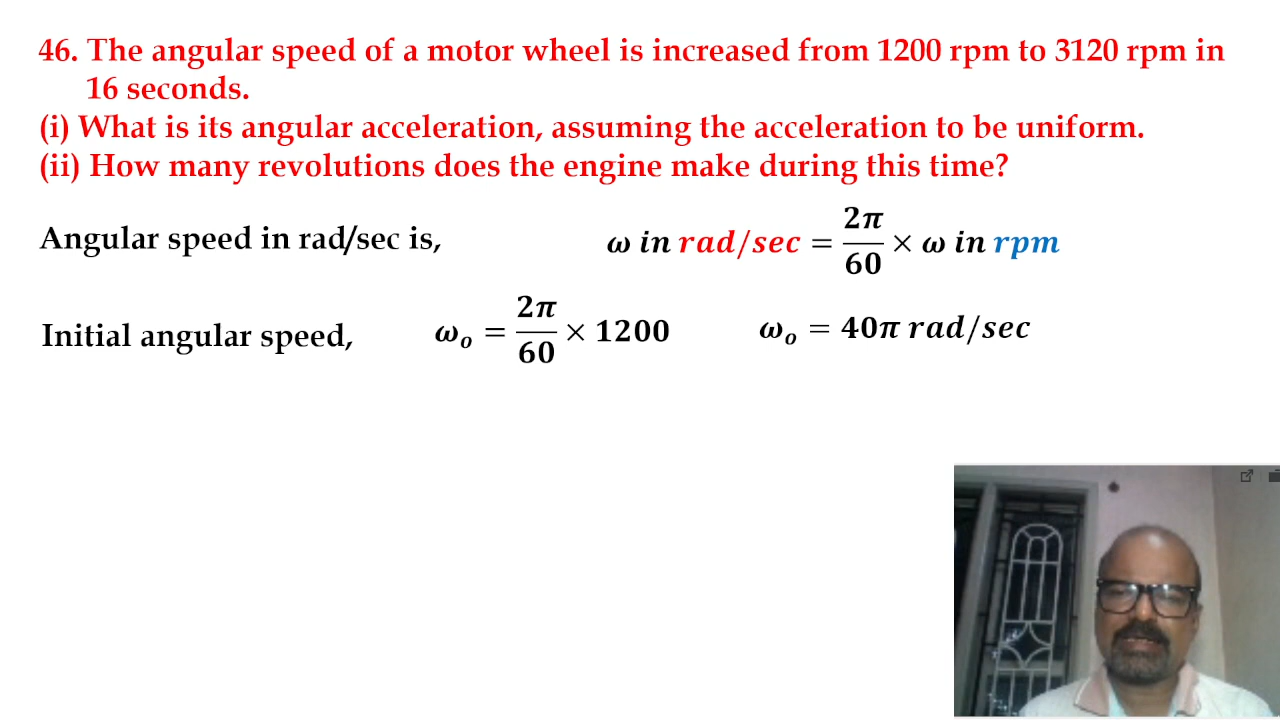 46. The angular speed of a motor wheel is increased from 1200 rpm to 3120 rpm in
16 seconds.
(i) What is its angular acceleration, assuming the acceleration to be uniform.
(ii) How many revolutions does the engine make during this time?
Angular speed in rad/sec is, ω in rad/sec = 2π/60 × ω in rpm
Initial angular speed, ωₒ = 2π/60 × 1200 ωₒ = 40π rad/sec